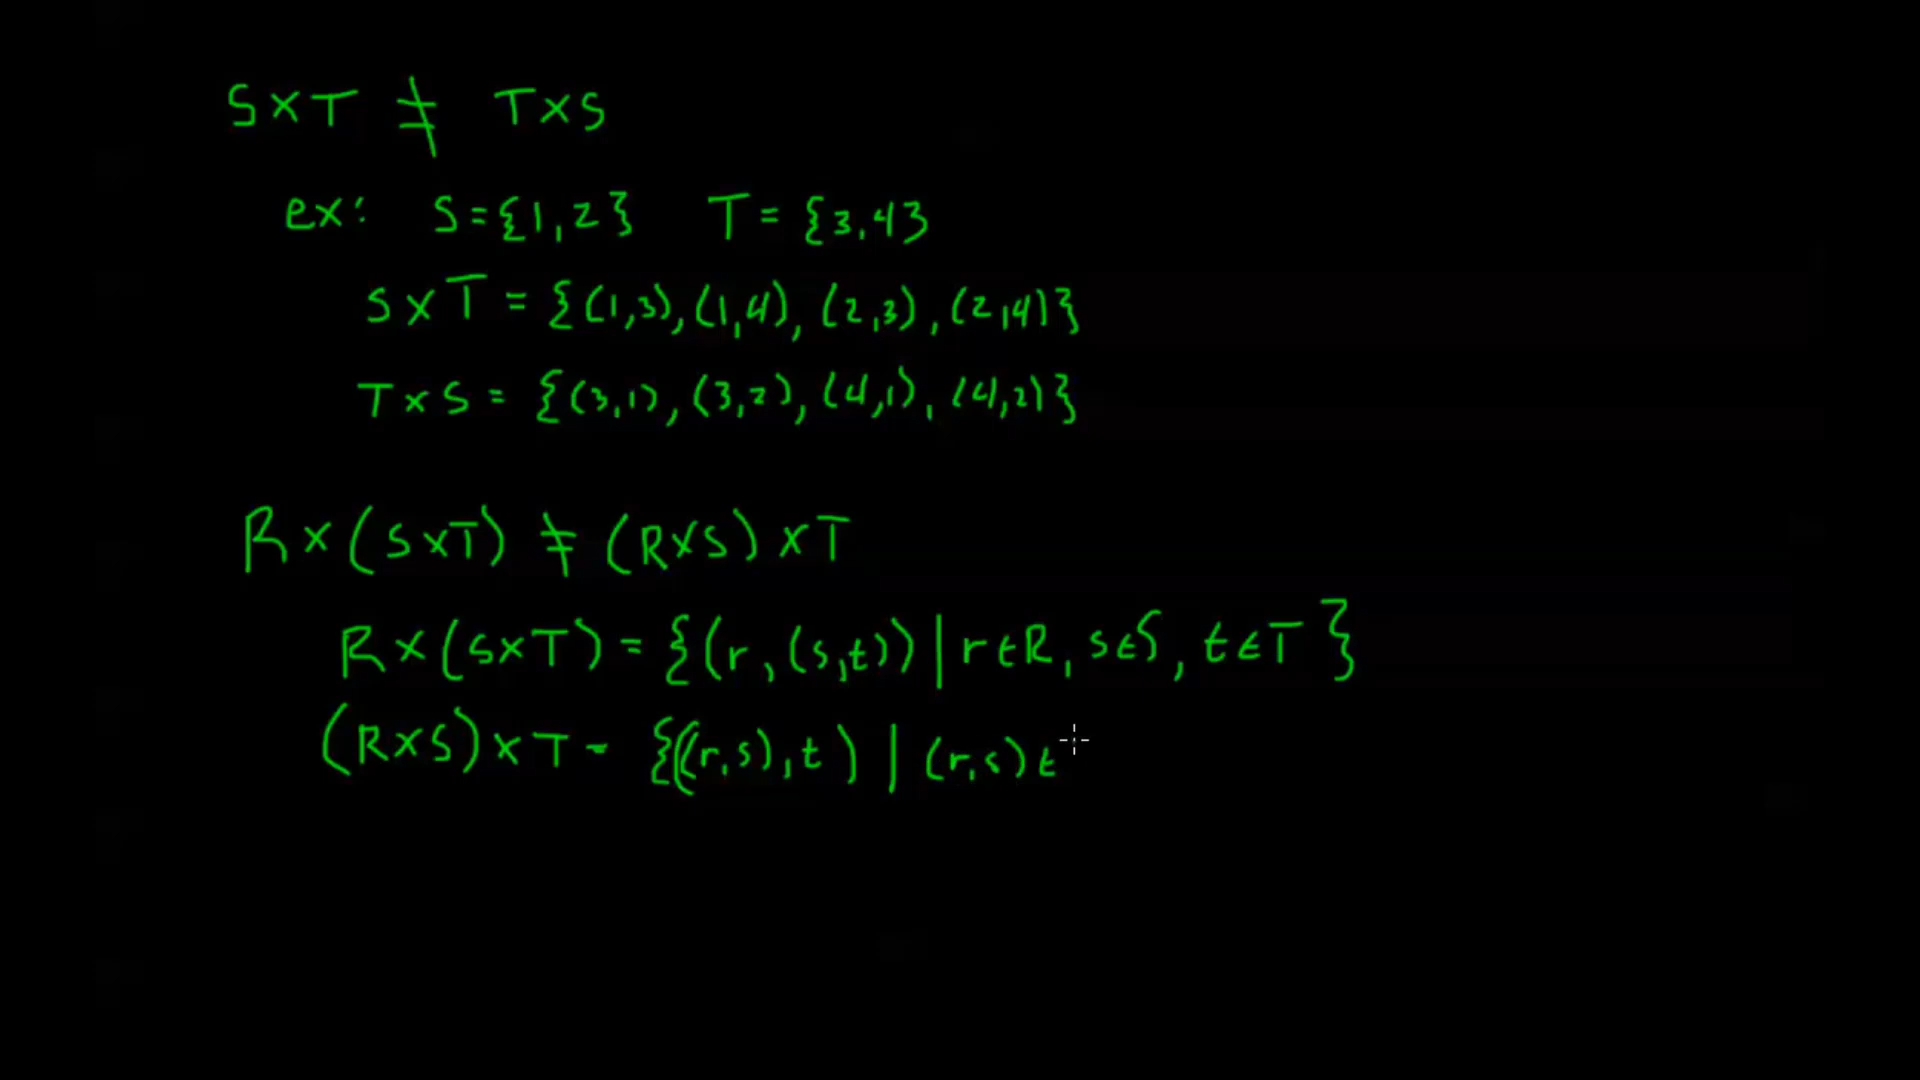 S×T ≠ T×S
ex: S={1,2} T={3,4}
S×T = {(1,3),(1,4),(2,3),(2,4)}
T×S = {(3,1),(3,2),(4,1),(4,2)}
R×(S×T) ≠ (R×S)×T
R×(S×T) = {(r,(s,t)) | r∈R, s∈S, t∈T}
(R×S)×T = {((r,s),t) | (r,s) ∈